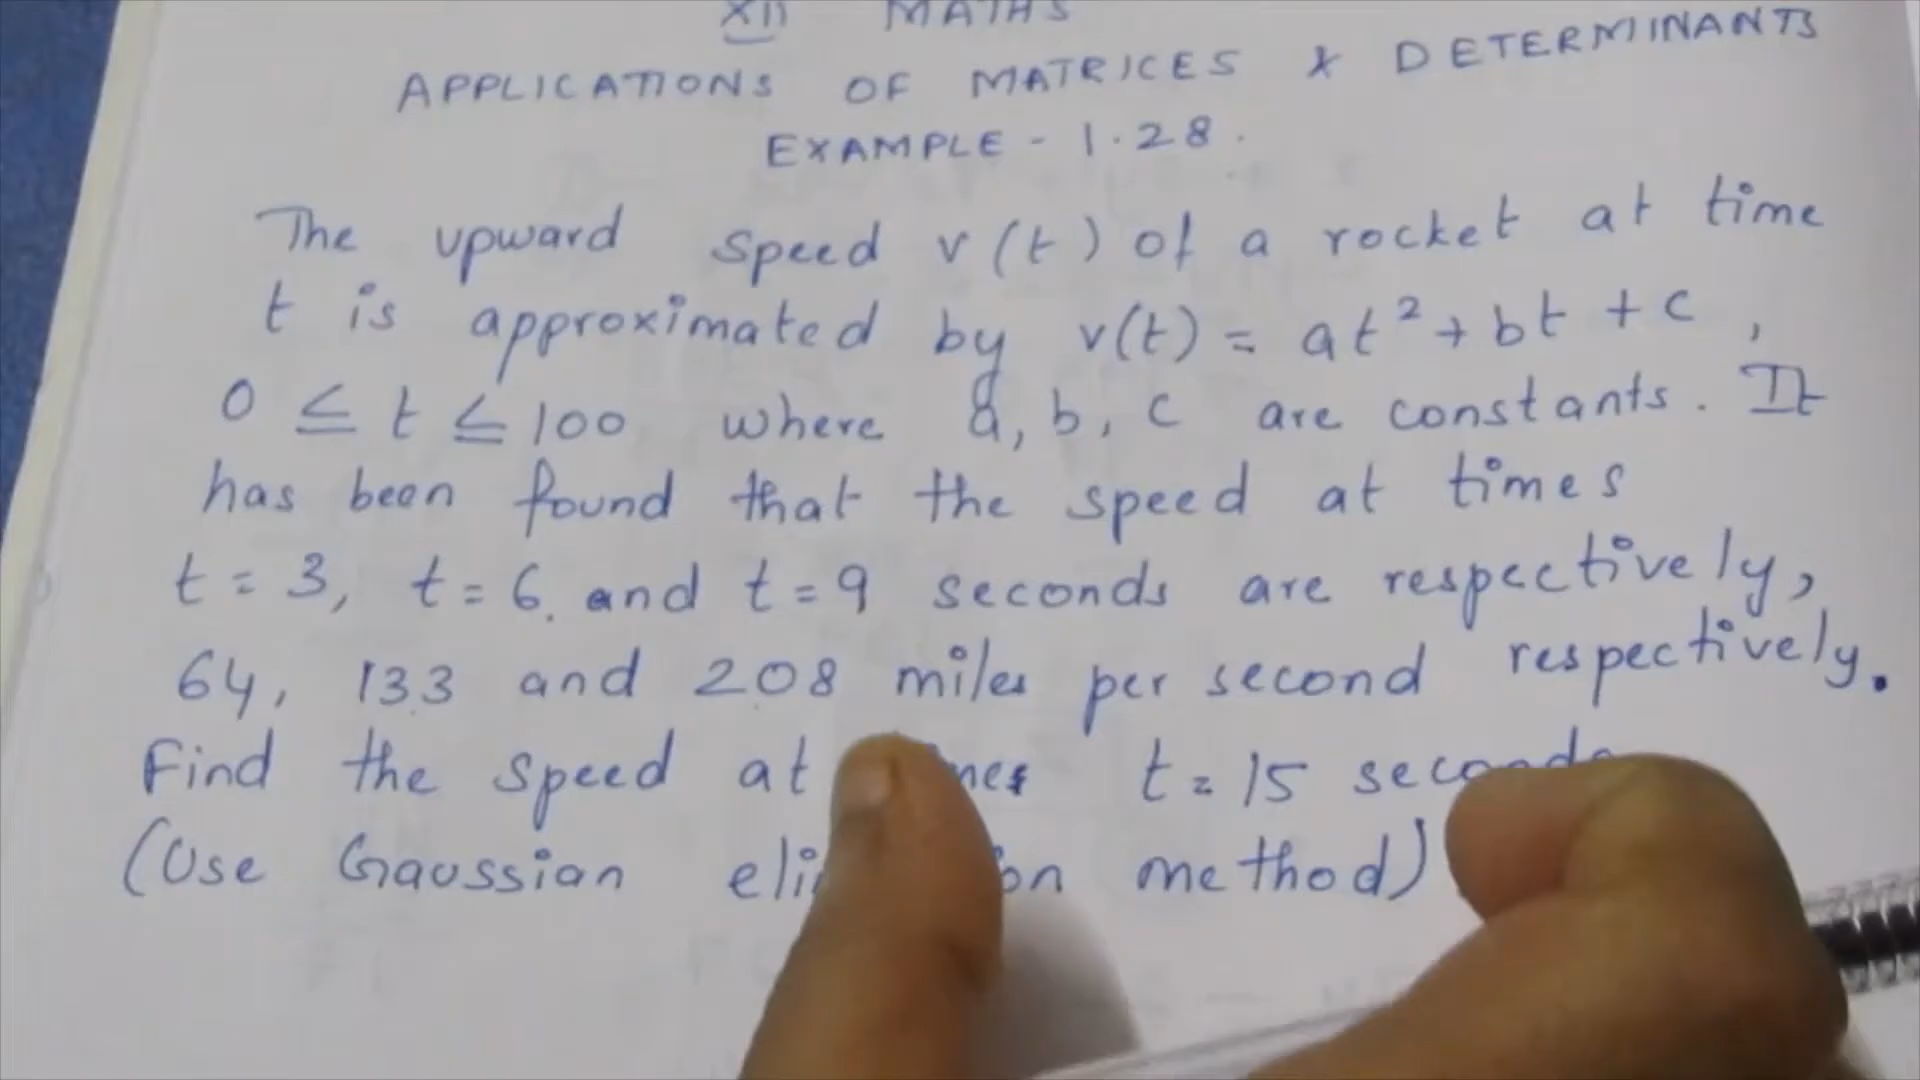 XII MATHS
APPLICATIONS OF MATRICES & DETERMINANTS
EXAMPLE - 1.28.
The upward speed v(t) of a rocket at time
t is approximated by v(t) = at² + bt + c ,
0 ≤ t ≤ 100 where a, b, c are constants. It
has been found that the speed at times
t = 3, t = 6. and t = 9 seconds are respectively,
64, 133 and 208 miles per second respectively.
Find the speed at t = 15 seconds
(Use Gaussian method)